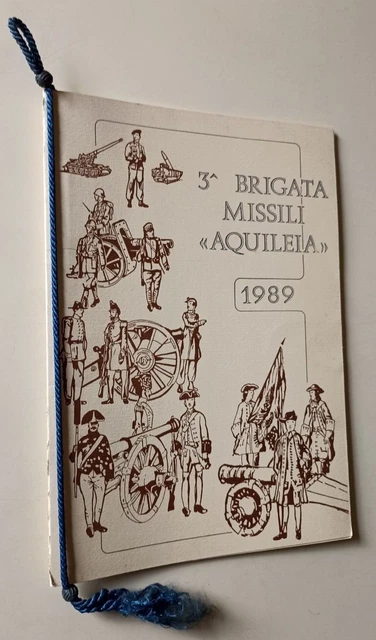 3^ BRIGATA
MISSILI
«AQUILEIA»
1989